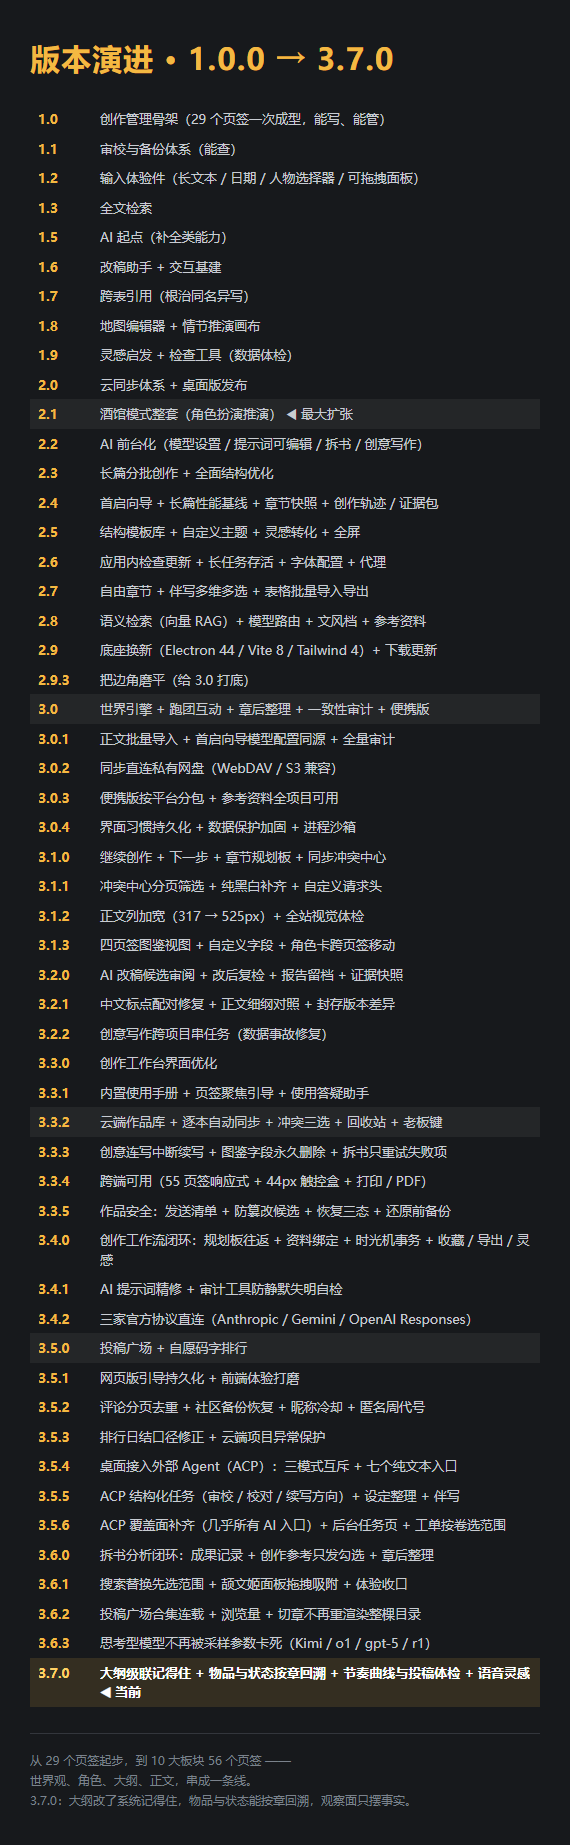 版本演进 · 1.0.0 → 3.7.0
1.0 创作管理骨架（29 个页签一次成型，能写、能管）
1.1 审校与备份体系（能查）
1.2 输入体验件（长文本 / 日期 / 人物选择器 / 可拖拽面板）
1.3 全文检索
1.5 AI 起点（补全类能力）
1.6 改稿助手 + 交互基建
1.7 跨表引用（根治同名异写）
1.8 地图编辑器 + 情节推演画布
1.9 灵感启发 + 检查工具（数据体检）
2.0 云同步体系 + 桌面版发布
2.1 酒馆模式整套（角色扮演推演） ◀ 最大扩张
2.2 AI 前台化（模型设置 / 提示词可编辑 / 拆书 / 创意写作）
2.3 长篇分批创作 + 全面结构优化
2.4 首启向导 + 长篇性能基线 + 章节快照 + 创作轨迹 / 证据包
2.5 结构模板库 + 自定义主题 + 灵感转化 + 全屏
2.6 应用内检查更新 + 长任务存活 + 字体配置 + 代理
2.7 自由章节 + 伴写多维多选 + 表格批量导入导出
2.8 语义检索（向量 RAG）+ 模型路由 + 文风档 + 参考资料
2.9 底座换新（Electron 44 / Vite 8 / Tailwind 4）+ 下载更新
2.9.3 把边角磨平（给 3.0 打底）
3.0 世界引擎 + 跑团互动 + 章后整理 + 一致性审计 + 便携版
3.0.1 正文批量导入 + 首启向导模型配置同源 + 全量审计
3.0.2 同步直连私有网盘（WebDAV / S3 兼容）
3.0.3 便携版按平台分包 + 参考资料全项目可用
3.0.4 界面习惯持久化 + 数据保护加固 + 进程沙箱
3.1.0 继续创作 + 下一步 + 章节规划板 + 同步冲突中心
3.1.1 冲突中心分页筛选 + 纯黑白补齐 + 自定义请求头
3.1.2 正文列加宽（317 → 525px）+ 全站视觉体检
3.1.3 四页签图鉴视图 + 自定义字段 + 角色卡跨页签移动
3.2.0 AI 改稿候选审阅 + 改后复检 + 报告留档 + 证据快照
3.2.1 中文标点配对修复 + 正文细纲对照 + 封存版本差异
3.2.2 创意写作跨项目串任务（数据事故修复）
3.3.0 创作工作台界面优化
3.3.1 内置使用手册 + 页签聚焦引导 + 使用答疑助手
3.3.2 云端作品库 + 逐本自动同步 + 冲突三选 + 回收站 + 老板键
3.3.3 创意连写中断续写 + 图鉴字段永久删除 + 拆书只重试失败项
3.3.4 跨端可用（55 页签响应式 + 44px 触控盒 + 打印 / PDF）
3.3.5 作品安全：发送清单 + 防篡改候选 + 恢复三态 + 还原前备份
3.4.0 创作工作流闭环：规划板往返 + 资料绑定 + 时光机事务 + 收藏 / 导出 / 灵
感
3.4.1 AI 提示词精修 + 审计工具防静默失明自检
3.4.2 三家官方协议直连（Anthropic / Gemini / OpenAI Responses）
3.5.0 投稿广场 + 自愿码字排行
3.5.1 网页版引导持久化 + 前端体验打磨
3.5.2 评论分页去重 + 社区备份恢复 + 昵称冷却 + 匿名周代号
3.5.3 排行日结口径修正 + 云端项目异常保护
3.5.4 桌面接入外部 Agent（ACP）：三模式互斥 + 七个纯文本入口
3.5.5 ACP 结构化任务（审校 / 校对 / 续写方向）+ 设定整理 + 伴写
3.5.6 ACP 覆盖面补齐（几乎所有 AI 入口）+ 后台任务页 + 工单按卷选范围
3.6.0 拆书分析闭环：成果记录 + 创作参考只发勾选 + 章后整理
3.6.1 搜索替换先选范围 + 颉文姬面板拖拽吸附 + 体验收口
3.6.2 投稿广场合集连载 + 浏览量 + 切章不再重渲染整棵目录
3.6.3 思考型模型不再被采样参数卡死（Kimi / o1 / gpt-5 / r1）
3.7.0 大纲级联记得住 + 物品与状态按章回溯 + 节奏曲线与投稿体检 + 语音灵感
◀ 当前
从 29 个页签起步，到 10 大板块 56 个页签 ——
世界观、角色、大纲、正文，串成一条线。
3.7.0：大纲改了系统记得住，物品与状态能按章回溯，观察面只摆事实。